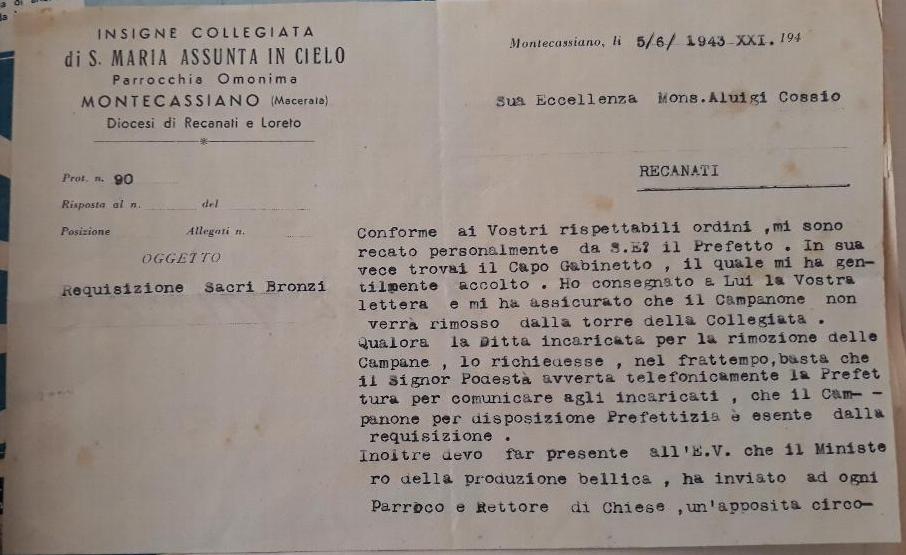 INSIGNE COLLEGIATA
di S. MARIA ASSUNTA IN CIELO
Parrocchia Omonima
MONTECASSIANO (Macerata)
Diocesi di Recanati e Loreto
Prot. n. 90
Risposta al n. del
Posizione Allegati n.
OGGETTO
Requisizione Sacri Bronzi
Montecassiano, li 5/6/ 1943 XXI. 194
Sua Eccellenza Mons.Aluigi Cossio
RECANATI
Conforme ai Vostri rispettabili ordini ,mi sono
recato personalmente da S.E? il Prefetto . In sua
vece trovai il Capo Gabinetto , il quale mi ha gen-
tilmente accolto . Ho consegnato a Lui la Vostra
lettera e mi ha assicurato che il Campanone non
verrà rimosso dalla torre della Collegiata .
Qualora la Ditta incaricata per la rimozione delle
Campane , lo richiedesse , nel frattempo,basta che
il Signor Podestà avverta telefonicamente la Prefet
tura per comunicare agli incaricati , che il Cam- -
panone per disposizione Prefettizia è esente dalla
requisizione .
Inoltre devo far presente all'E.V. che il Ministe
ro della produzione bellica , ha inviato ad ogni
Parroco e Rettore di Chiese ,un'apposita circo-